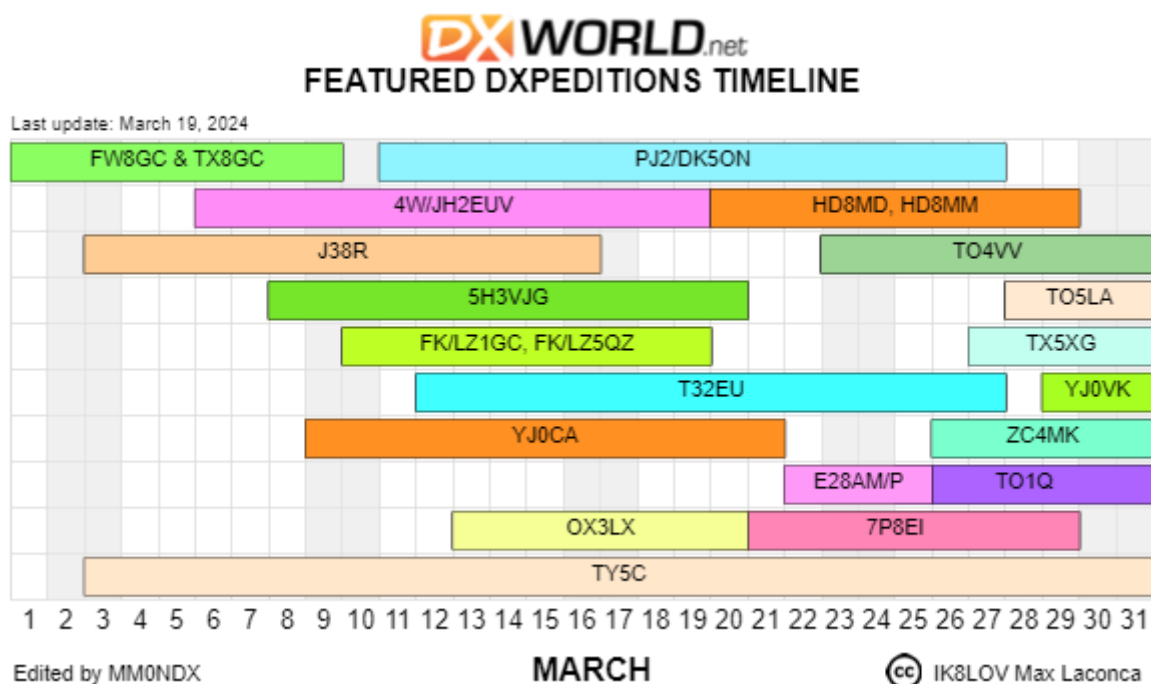 DX WORLD.net
FEATURED DXPEDITIONS TIMELINE
Last update: March 19, 2024
FW8GC & TX8GC PJ2/DK5ON
4W/JH2EUV HD8MD, HD8MM
J38R TO4VV
5H3VJG TO5LA
FK/LZ1GC, FK/LZ5QZ TX5XG
T32EU YJ0VK
YJ0CA ZC4MK
E28AM/P TO1Q
OX3LX 7P8EI
TY5C
1 2 3 4 5 6 7 8 9 10 11 12 13 14 15 16 17 18 19 20 21 22 23 24 25 26 27 28 29 30 31
Edited by MM0NDX MARCH cc IK8LOV Max Laconca